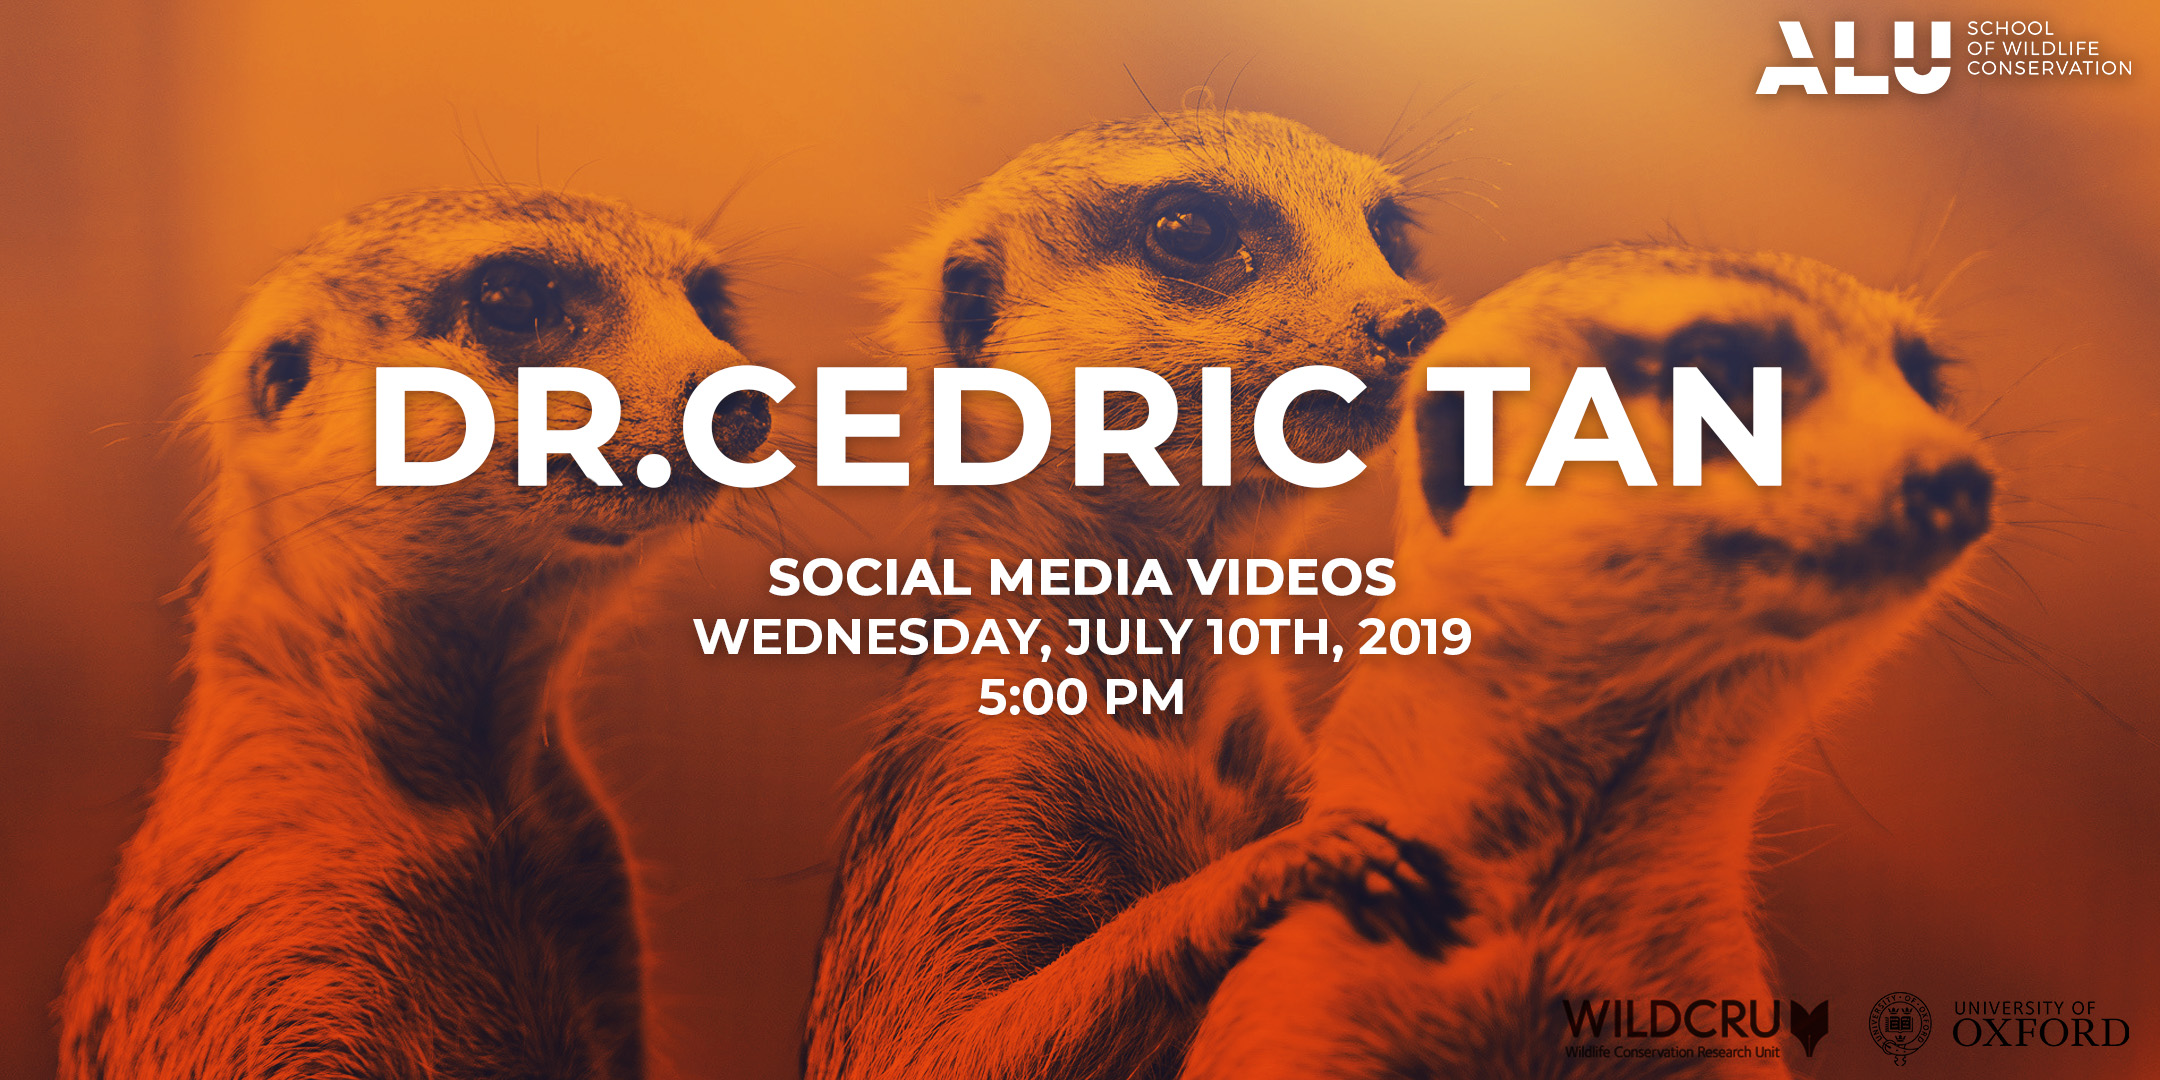 ALU
SCHOOL
OF WILDLIFE
CONSERVATION
DR.CEDRIC TAN
SOCIAL MEDIA VIDEOS
WEDNESDAY, JULY 10TH, 2019
5:00 PM
WILDCRU
Wildlife Conservation Research Unit
UNIVERSITY OF
OXFORD